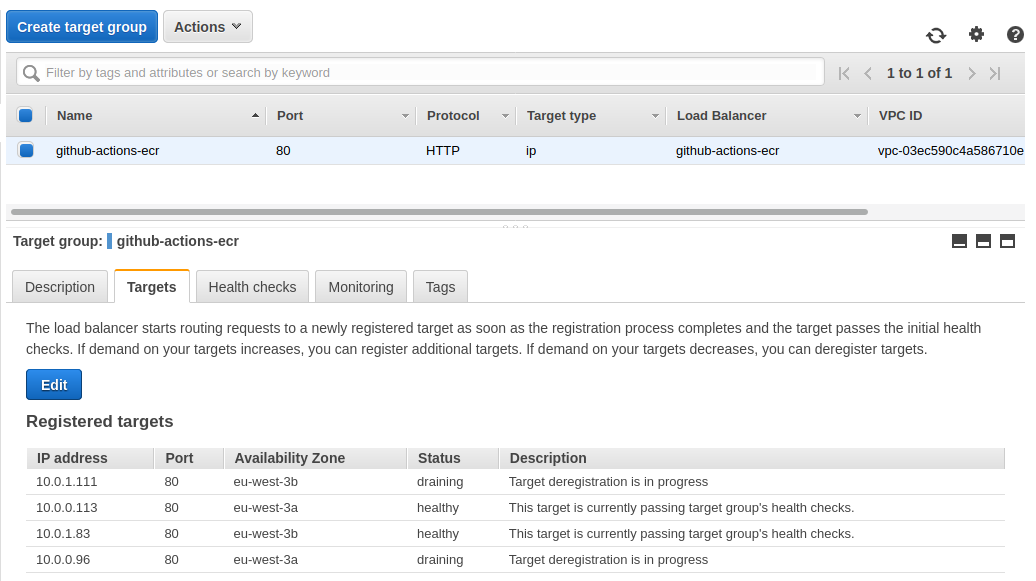 Create target group Actions
Filter by tags and attributes or search by keyword 1 to 1 of 1
Name Port Protocol Target type Load Balancer VPC ID
github-actions-ecr 80 HTTP ip github-actions-ecr vpc-03ec590c4a586710e
Target group: github-actions-ecr
Description Targets Health checks Monitoring Tags
The load balancer starts routing requests to a newly registered target as soon as the registration process completes and the target passes the initial health
checks. If demand on your targets increases, you can register additional targets. If demand on your targets decreases, you can deregister targets.
Edit
Registered targets
IP address Port Availability Zone Status Description
10.0.1.111 80 eu-west-3b draining Target deregistration is in progress
10.0.0.113 80 eu-west-3a healthy This target is currently passing target group's health checks.
10.0.1.83 80 eu-west-3b healthy This target is currently passing target group's health checks.
10.0.0.96 80 eu-west-3a draining Target deregistration is in progress